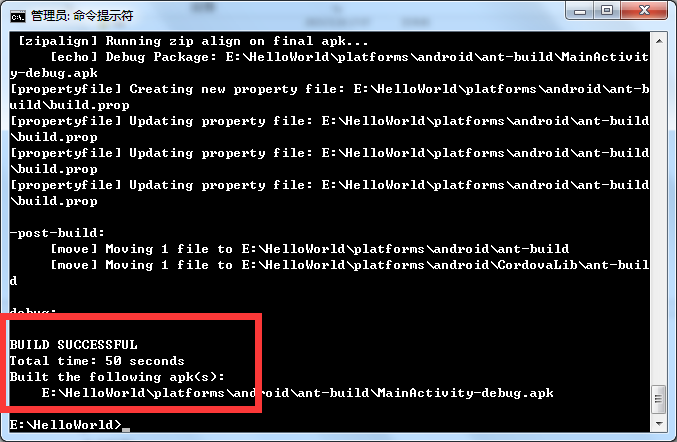 管理员: 命令提示符
[zipalign] Running zip align on final apk...
[echo] Debug Package: E:\HelloWorld\platforms\android\ant-build\MainActivit
y-debug.apk
[propertyfile] Creating new property file: E:\HelloWorld\platforms\android\ant-b
uild\build.prop
[propertyfile] Updating property file: E:\HelloWorld\platforms\android\ant-build
\build.prop
[propertyfile] Updating property file: E:\HelloWorld\platforms\android\ant-build
\build.prop
[propertyfile] Updating property file: E:\HelloWorld\platforms\android\ant-build
\build.prop
-post-build:
[move] Moving 1 file to E:\HelloWorld\platforms\android\ant-build
[move] Moving 1 file to E:\HelloWorld\platforms\android\CordovaLib\ant-buil
d
debug:
BUILD SUCCESSFUL
Total time: 50 seconds
Built the following apk(s):
E:\HelloWorld\platforms\android\ant-build\MainActivity-debug.apk
E:\HelloWorld>_